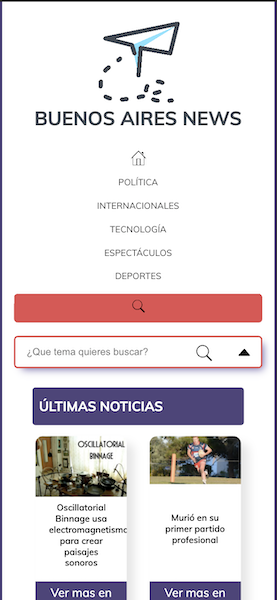 BUENOS AIRES NEWS
POLÍTICA
INTERNACIONALES
TECNOLOGÍA
ESPECTÁCULOS
DEPORTES
¿Que tema quieres buscar?
ÚLTIMAS NOTICIAS
OSCILLATORIAL
BINNAGE
Oscillatorial
Binnage usa
electromagnetismo
para crear
paisajes
sonoros
Ver mas en
Murió en su
primer partido
profesional
Ver mas en